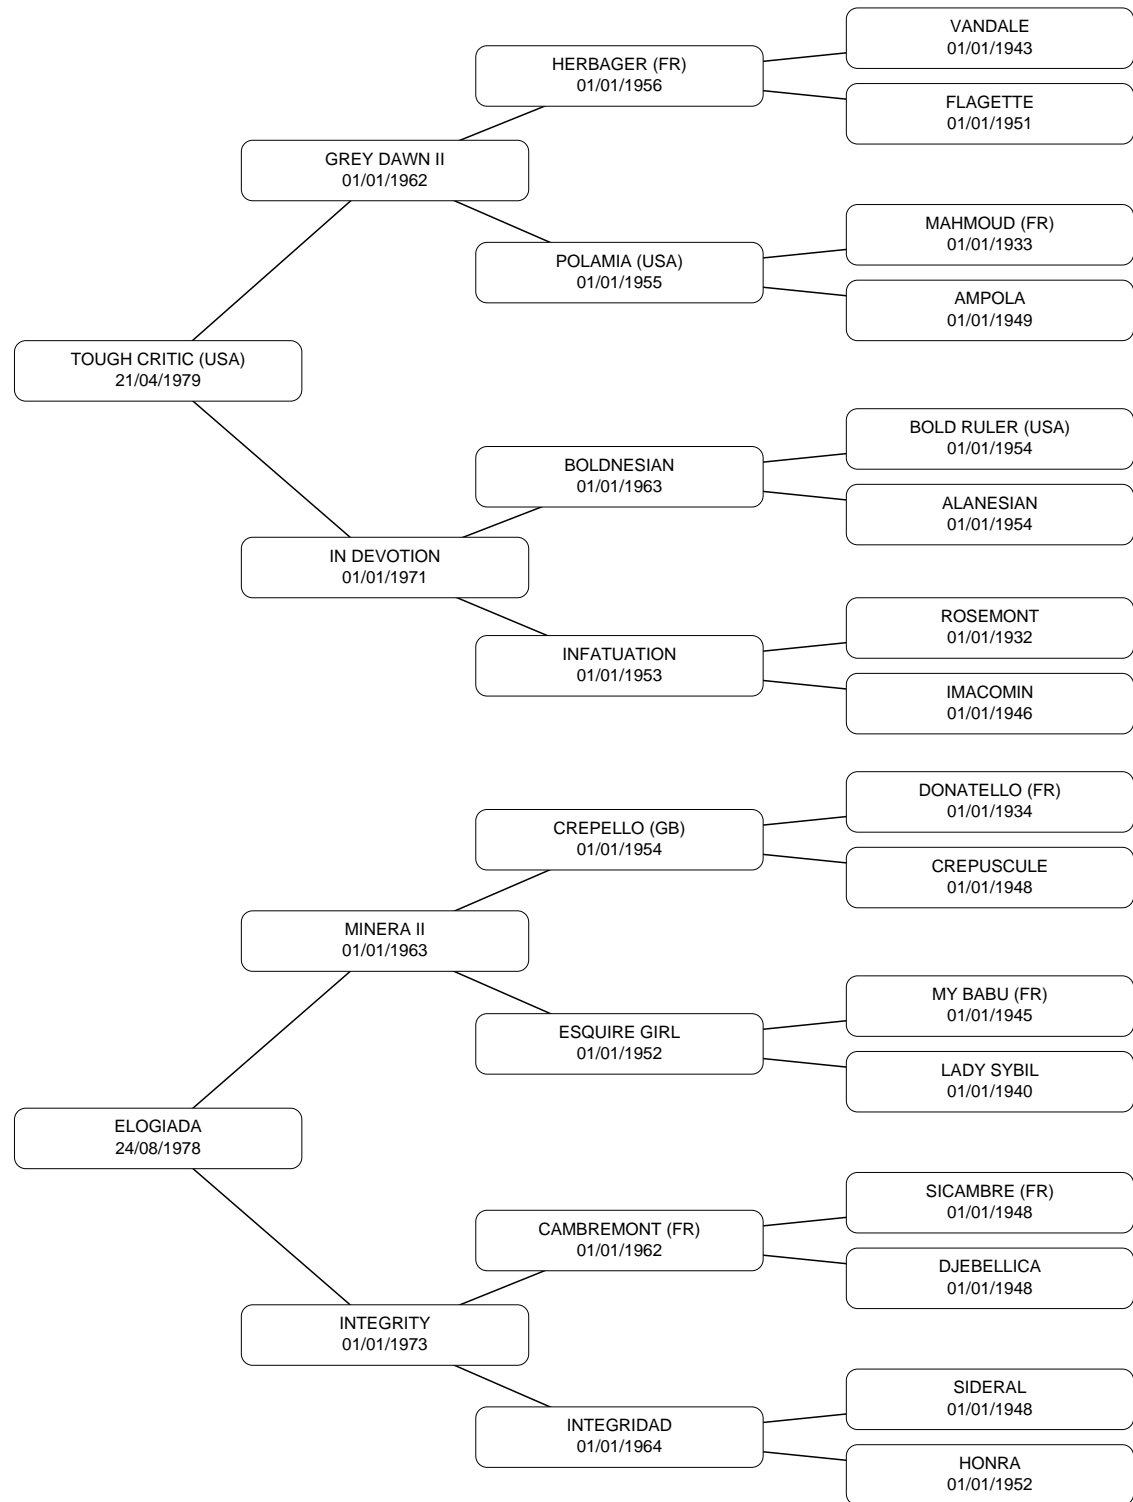 VANDALE
01/01/1943
HERBAGER (FR)
01/01/1956
FLAGETTE
01/01/1951
GREY DAWN II
01/01/1962
MAHMOUD (FR)
01/01/1933
POLAMIA (USA)
01/01/1955
AMPOLA
01/01/1949
TOUGH CRITIC (USA)
21/04/1979
BOLD RULER (USA)
01/01/1954
BOLDNESIAN
01/01/1963
ALANESIAN
01/01/1954
IN DEVOTION
01/01/1971
ROSEMONT
01/01/1932
INFATUATION
01/01/1953
IMACOMIN
01/01/1946
DONATELLO (FR)
01/01/1934
CREPELLO (GB)
01/01/1954
CREPUSCULE
01/01/1948
MINERA II
01/01/1963
MY BABU (FR)
01/01/1945
ESQUIRE GIRL
01/01/1952
LADY SYBIL
01/01/1940
ELOGIADA
24/08/1978
SICAMBRE (FR)
01/01/1948
CAMBREMONT (FR)
01/01/1962
DJEBELLICA
01/01/1948
INTEGRITY
01/01/1973
SIDERAL
01/01/1948
INTEGRIDAD
01/01/1964
HONRA
01/01/1952